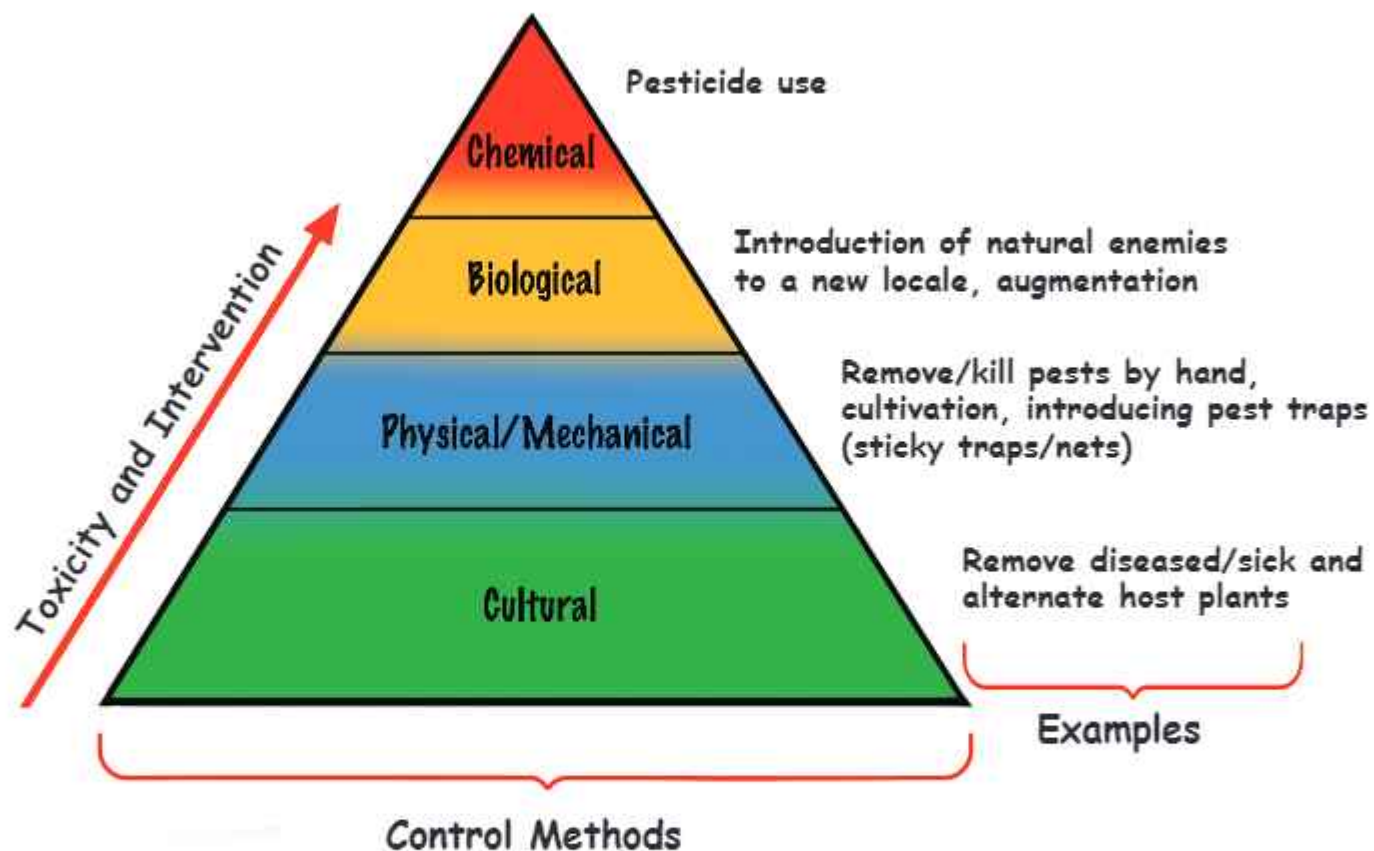 Pesticide use
Chemical
Introduction of natural enemies
to a new locale, augmentation
Biological
Remove/kill pests by hand,
cultivation, introducing pest traps
(sticky traps/nets)
Physical/Mechanical
Toxicity and Intervention
Remove diseased/sick and
alternate host plants
Cultural
Examples
Control Methods